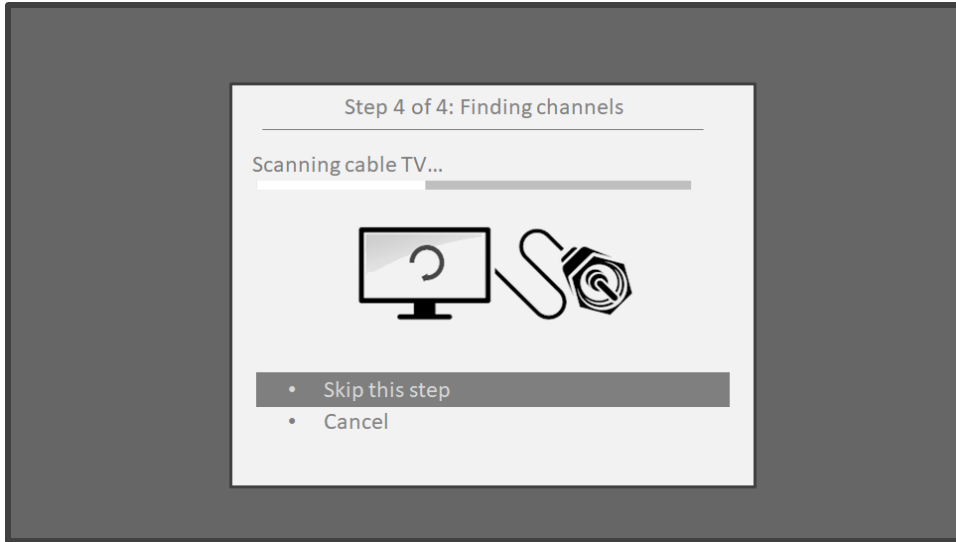 Step 4 of 4: Finding channels
Scanning cable TV...
• Skip this step
• Cancel